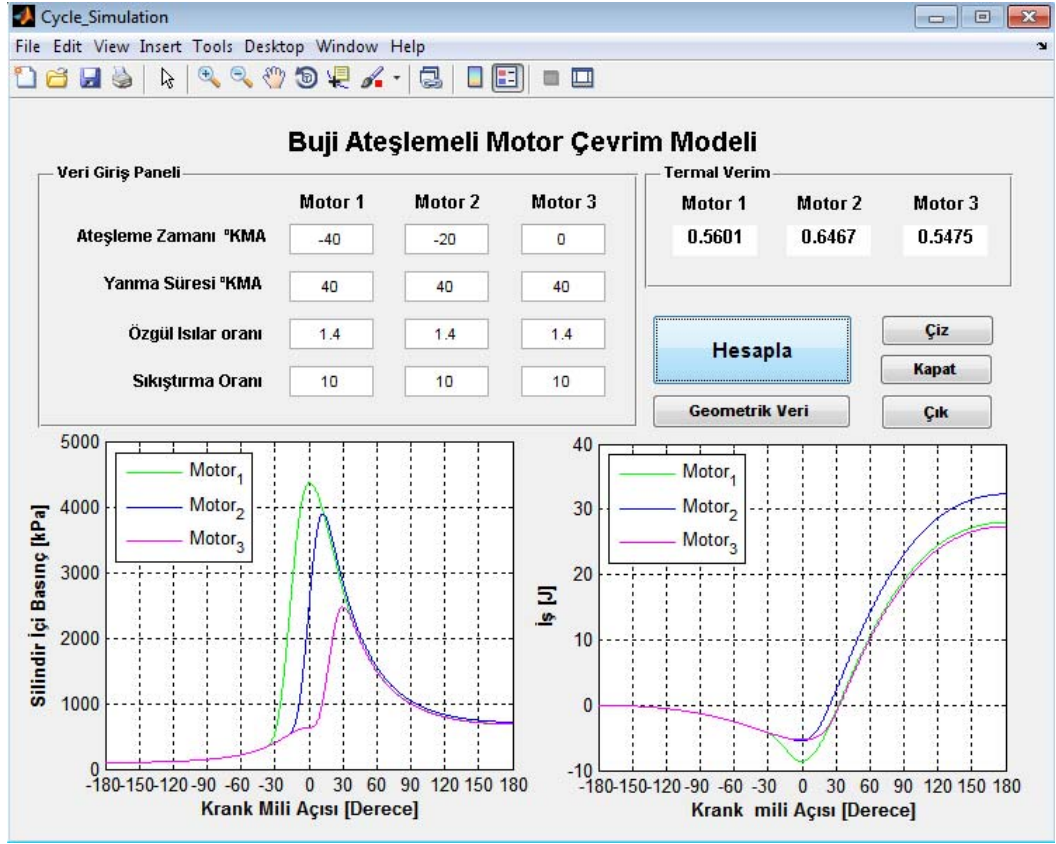 Cycle_Simulation
File Edit View Insert Tools Desktop Window Help
Buji Ateşlemeli Motor Çevrim Modeli
Veri Giriş Paneli
Motor 1 Motor 2 Motor 3
Ateşleme Zamanı ºKMA -40 -20 0
Yanma Süresi ºKMA 40 40 40
Özgül Isılar oranı 1.4 1.4 1.4
Sıkıştırma Oranı 10 10 10
Termal Verim
Motor 1 Motor 2 Motor 3
0.5601 0.6467 0.5475
Hesapla
Çiz
Kapat
Geometrik Veri
Çık
Silindir İçi Basınç [kPa]
5000
4000
3000
2000
1000
0
Motor1
Motor2
Motor3
-180 -150 -120 -90 -60 -30 0 30 60 90 120 150 180
Krank Mili Açısı [Derece]
İş [J]
40
30
20
10
0
-10
Motor1
Motor2
Motor3
-180 -150 -120 -90 -60 -30 0 30 60 90 120 150 180
Krank mili Açısı [Derece]